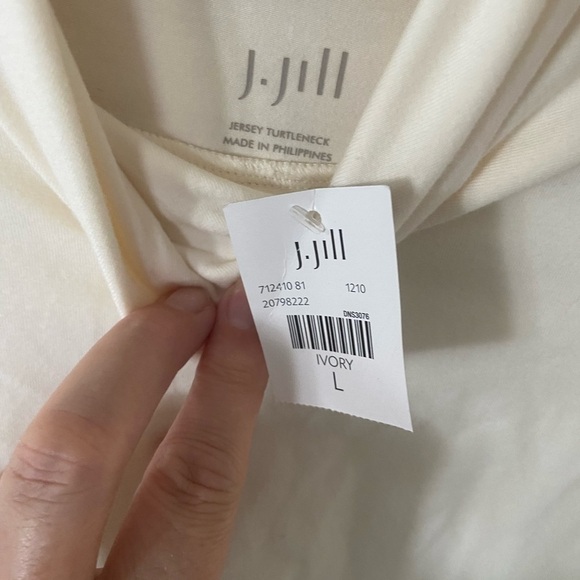 J.Jill
JERSEY TURTLENECK
MADE IN PHILIPPINES
J.Jill
712410 81 1210
20798222
DNS3076
IVORY
L